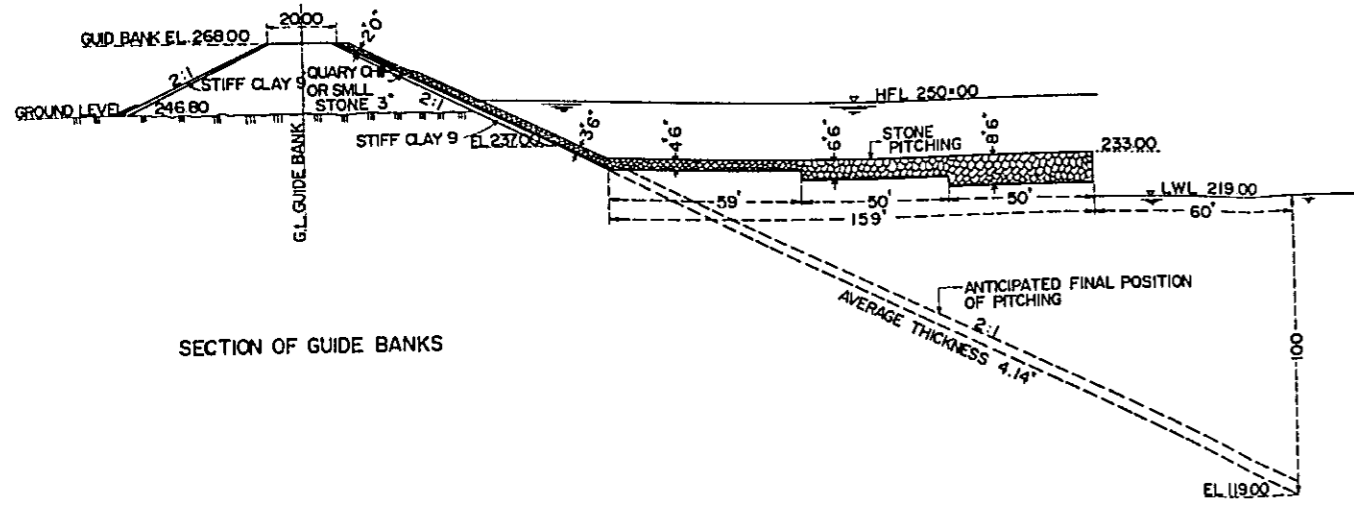 20.00
GUID BANK EL. 268.00
2'0"
2:1
STIFF CLAY 9
QUARY CHIP
OR SMLL
STONE 3"
2:1
GROUND LEVEL
246.80
HFL 250=00
STIFF CLAY 9
EL 237.00
3'6"
4'6"
6'6"
STONE
PITCHING
8'6"
233.00
LWL 219.00
59'
50'
50'
159'
60'
G.L. GUIDE BANK
ANTICIPATED FINAL POSITION
OF PITCHING
2:1
AVERAGE THICKNESS 4.14"
100
SECTION OF GUIDE BANKS
EL 119.00